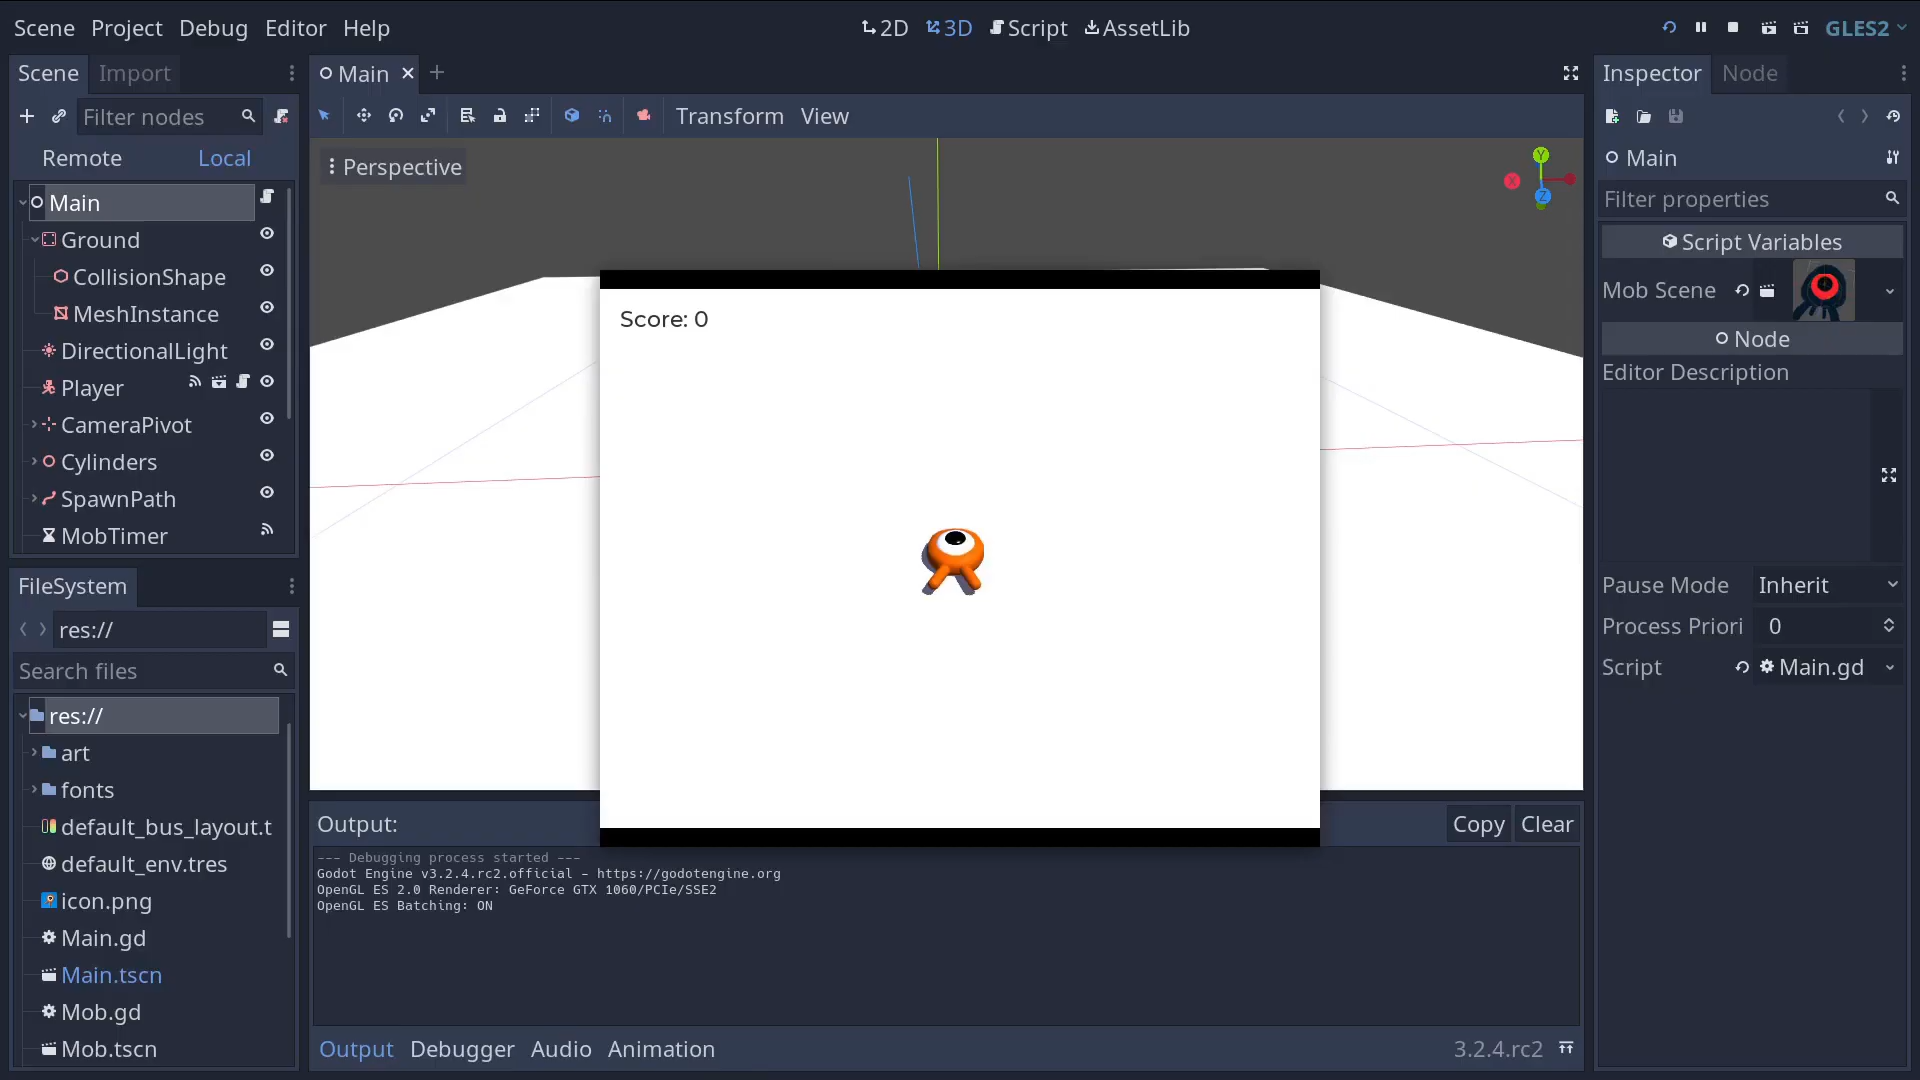 Scene Project Debug Editor Help
2D 3D Script AssetLib
GLES2
Scene Import
Filter nodes
Remote Local
Main
Ground
CollisionShape
MeshInstance
DirectionalLight
Player
CameraPivot
Cylinders
SpawnPath
MobTimer
FileSystem
res://
Search files
res://
art
fonts
default_bus_layout.t
default_env.tres
icon.png
Main.gd
Main.tscn
Mob.gd
Mob.tscn
Main
Transform View
Perspective
Y
X
Z
Score: 0
Output:
Copy Clear
--- Debugging process started ---
Godot Engine v3.2.4.rc2.official - https://godotengine.org
OpenGL ES 2.0 Renderer: GeForce GTX 1060/PCIe/SSE2
OpenGL ES Batching: ON
Output Debugger Audio Animation
3.2.4.rc2
Inspector Node
Main
Filter properties
Script Variables
Mob Scene
Node
Editor Description
Pause Mode Inherit
Process Priori 0
Script Main.gd